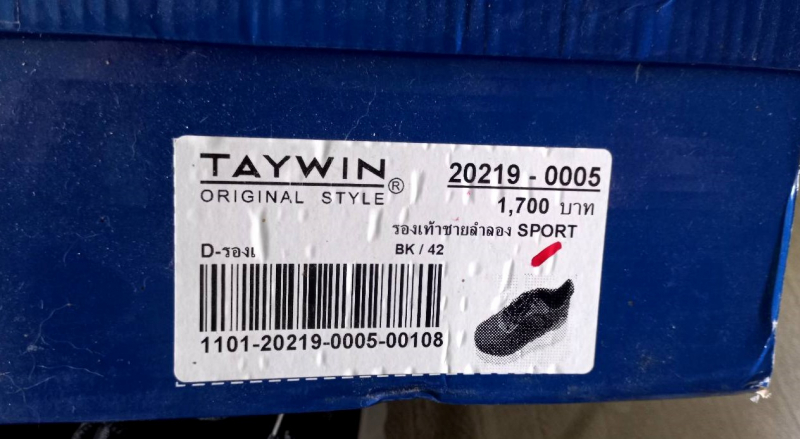 TAYWIN®
ORIGINAL STYLE
20219 - 0005
1,700 บาท
รองเท้าชายลำลอง SPORT
D-รองเ
BK / 42
1101-20219-0005-00108